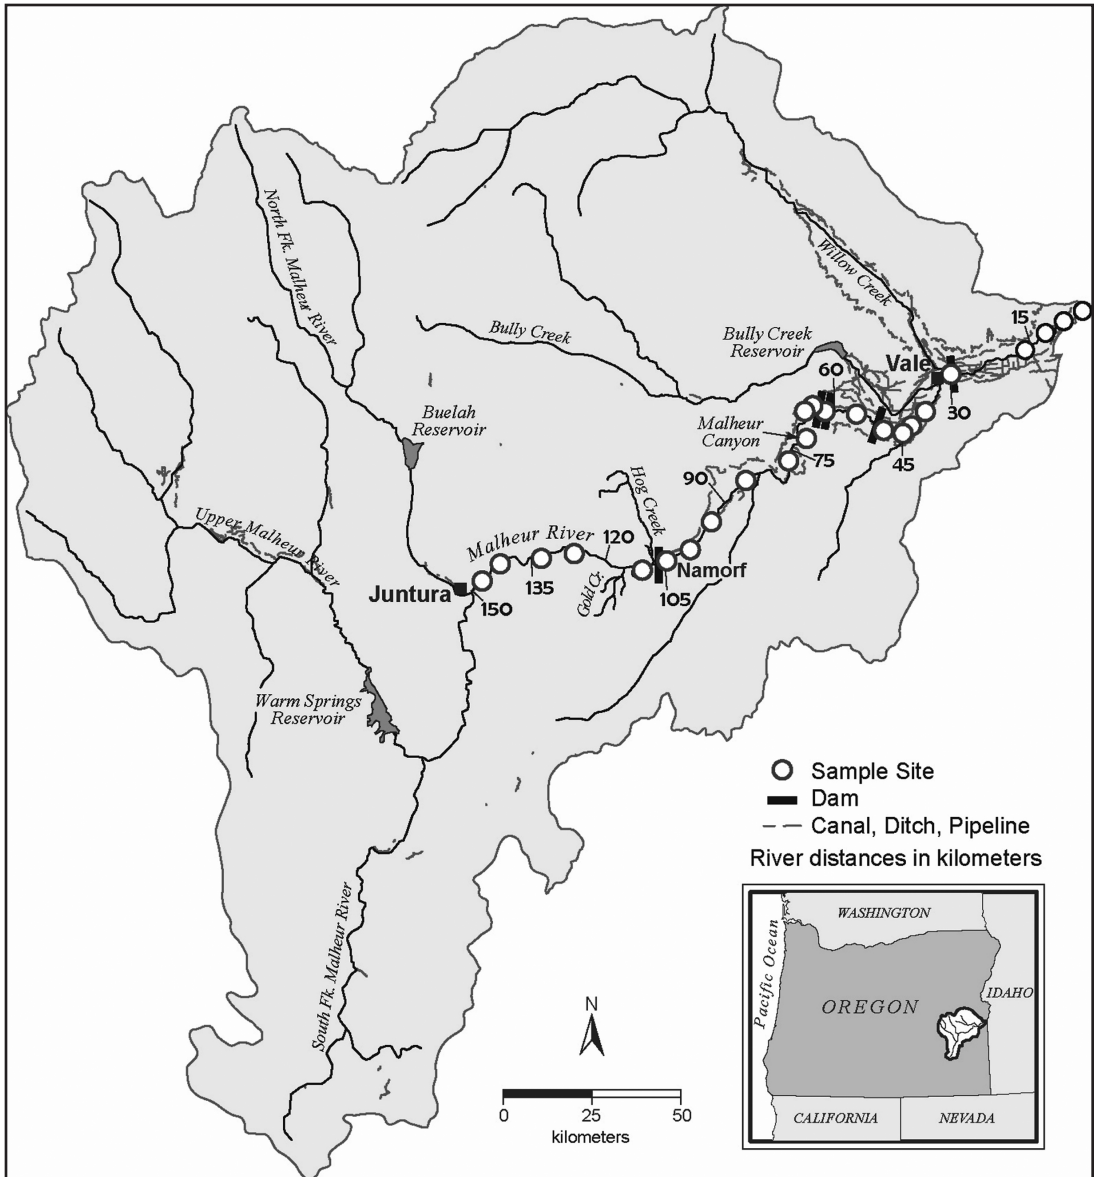 North Fk. Malheur River
Willow Creek
Bully Creek
Bully Creek
Reservoir
15
Vale
60
30
Buelah
Reservoir
Malheur
Canyon
75
45
Hog Creek
90
Upper Malheur River
Malheur River
120
Namorf
Juntura
150
135
Gold Cr.
105
Warm Springs
Reservoir
South Fk. Malheur River
Sample Site
Dam
Canal, Ditch, Pipeline
River distances in kilometers
N
0
25
50
kilometers
WASHINGTON
Pacific Ocean
OREGON
IDAHO
CALIFORNIA
NEVADA